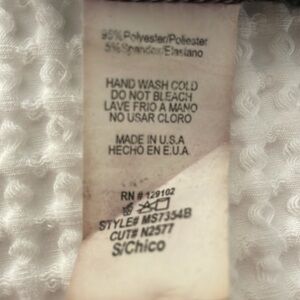 95% Polyester/Poliester
5% Spandex/Elastano
HAND WASH COLD
DO NOT BLEACH
LAVE FRIO A MANO
NO USAR CLORO
MADE IN U.S.A
HECHO EN E.U.A.
RN # 129102
STYLE# MS7354B
CUT# N2577
S/Chico